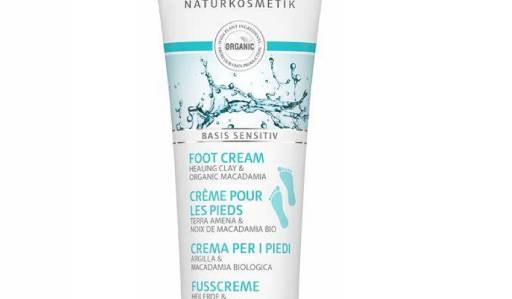 NATURKOSMETIK
ORGANIC
BASIS SENSITIV
FOOT CREAM
HEALING CLAY &
ORGANIC MACADAMIA
CRÈME POUR
LES PIEDS
TERRA AMENA &
NOIX DE MACADAMIA BIO
CREMA PER I PIEDI
ARGILLA &
MACADAMIA BIOLOGICA
FUSSCREME
HEILERDE &